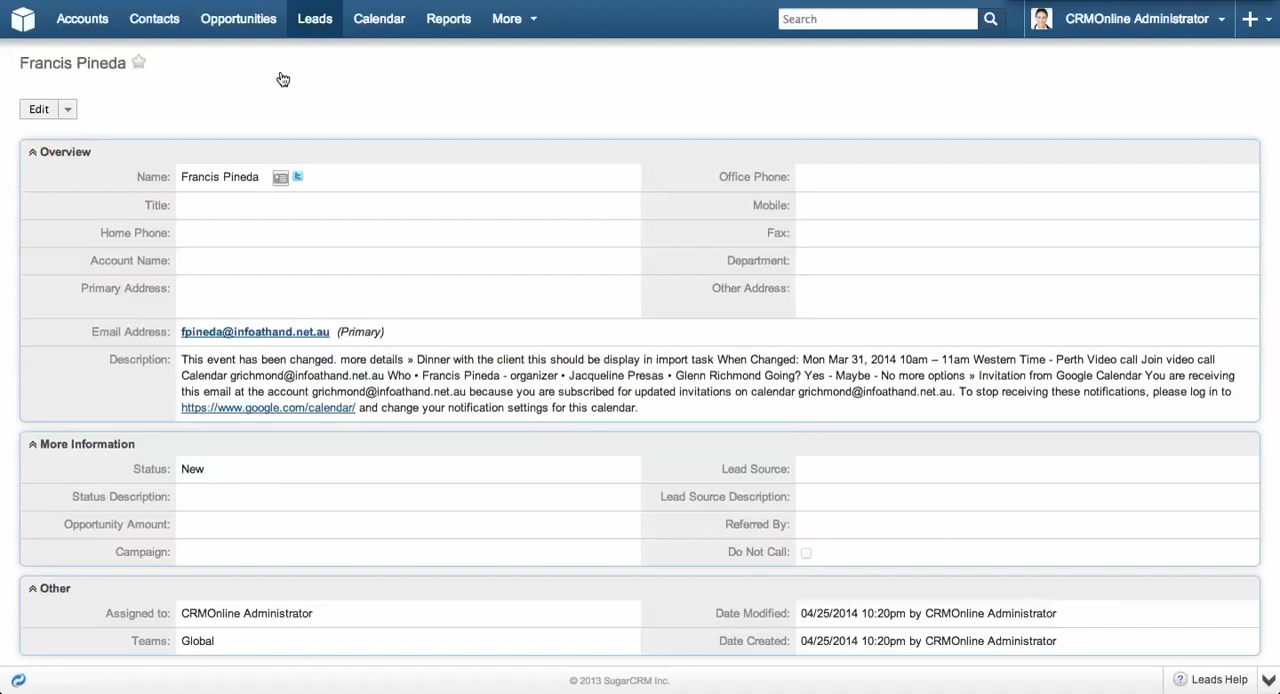 Accounts Contacts Opportunities Leads Calendar Reports More Search CRMOnline Administrator
Francis Pineda
Edit
Overview
Name: Francis Pineda Office Phone:
Title: Mobile:
Home Phone: Fax:
Account Name: Department:
Primary Address: Other Address:
Email Address: fpineda@infoathand.net.au (Primary)
Description: This event has been changed. more details » Dinner with the client this should be display in import task When Changed: Mon Mar 31, 2014 10am – 11am Western Time - Perth Video call Join video call
Calendar grichmond@infoathand.net.au Who • Francis Pineda - organizer • Jacqueline Presas • Glenn Richmond Going? Yes - Maybe - No more options » Invitation from Google Calendar You are receiving
this email at the account grichmond@infoathand.net.au because you are subscribed for updated invitations on calendar grichmond@infoathand.net.au. To stop receiving these notifications, please log in to
https://www.google.com/calendar/ and change your notification settings for this calendar.
More Information
Status: New Lead Source:
Status Description: Lead Source Description:
Opportunity Amount: Referred By:
Campaign: Do Not Call:
Other
Assigned to: CRMOnline Administrator Date Modified: 04/25/2014 10:20pm by CRMOnline Administrator
Teams: Global Date Created: 04/25/2014 10:20pm by CRMOnline Administrator
© 2013 SugarCRM Inc. Leads Help